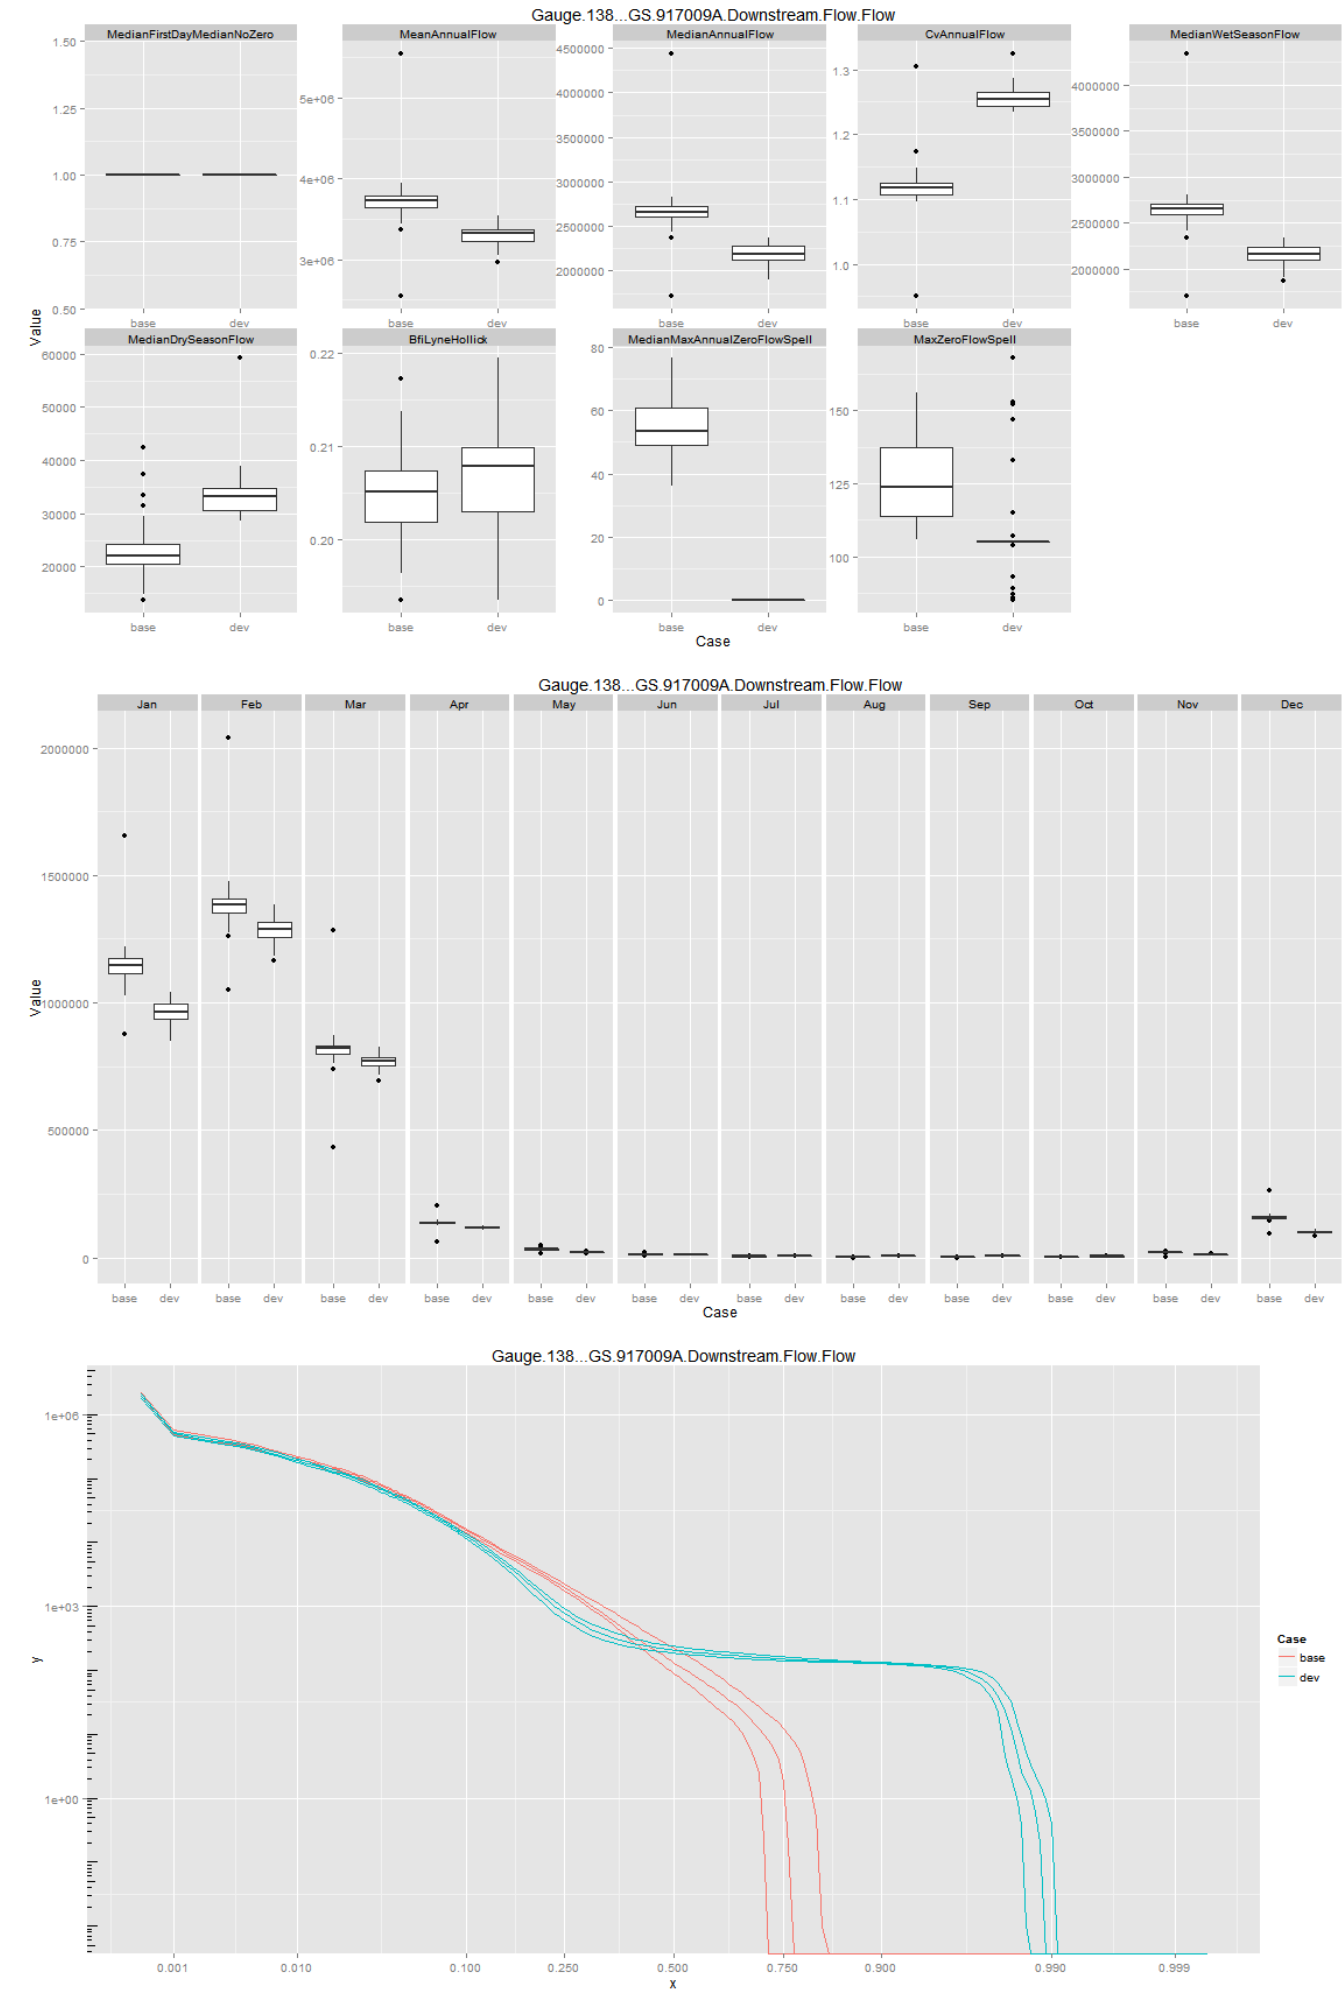 Gauge.138...GS.917009A.Downstream.Flow.Flow
MedianFirstDayMedianNoZero MeanAnnualFlow MedianAnnualFlow CvAnnualFlow MedianWetSeasonFlow
1.50
1.25
1.00
0.75
0.50
5e+06
4e+06
3e+06
4500000
4000000
3500000
3000000
2500000
2000000
1.3
1.2
1.1
1.0
4000000
3500000
3000000
2500000
2000000
base dev base dev base dev base dev base dev
Value
MedianDrySeasonFlow BfiLyneHollick MedianMaxAnnualZeroFlowSpell MaxZeroFlowSpell
60000
50000
40000
30000
20000
0.22
0.21
0.20
80
60
40
20
0
150
125
100
base dev base dev base dev base dev
Case
Gauge.138...GS.917009A.Downstream.Flow.Flow
Jan Feb Mar Apr May Jun Jul Aug Sep Oct Nov Dec
2000000
1500000
1000000
500000
0
Value
base dev base dev base dev base dev base dev base dev base dev base dev base dev base dev base dev base dev
Case
Gauge.138...GS.917009A.Downstream.Flow.Flow
1e+06
1e+03
1e+00
y
Case
base
dev
0.001 0.010 0.100 0.250 0.500 0.750 0.900 0.990 0.999
x